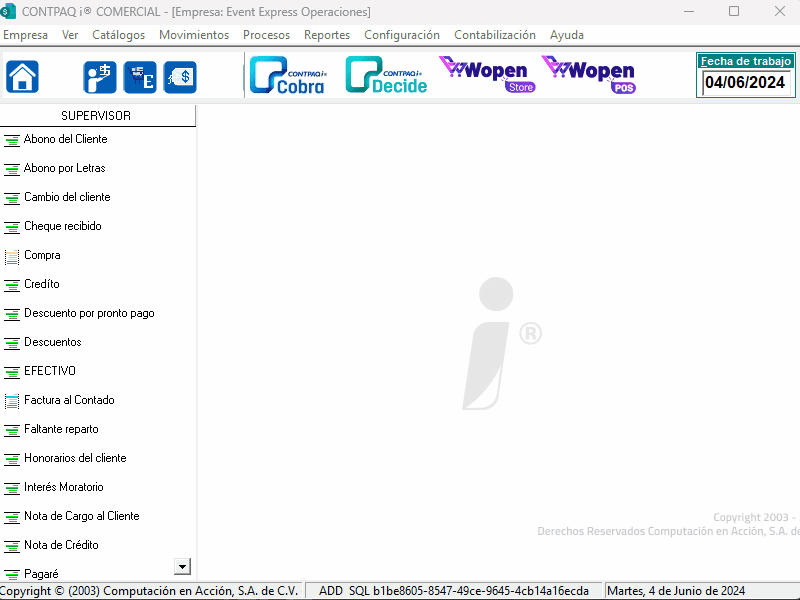 CONTPAQ i® COMERCIAL - [Empresa: Event Express Operaciones]
Empresa Ver Catálogos Movimientos Procesos Reportes Configuración Contabilización Ayuda
CONTPAQi® Cobra
CONTPAQi® Decide
Wopen Store
Wopen POS
Fecha de trabajo
04/06/2024
SUPERVISOR
Abono del Cliente
Abono por Letras
Cambio del cliente
Cheque recibido
Compra
Credíto
Descuento por pronto pago
Descuentos
EFECTIVO
Factura al Contado
Faltante reparto
Honorarios del cliente
Interés Moratorio
Nota de Cargo al Cliente
Nota de Crédito
Pagaré
Copyright 2003 -
Derechos Reservados Computación en Acción, S.A. de
Copyright © (2003) Computación en Acción, S.A. de C.V. ADD SQL b1be8605-8547-49ce-9645-4cb14a16ecda Martes, 4 de Junio de 2024